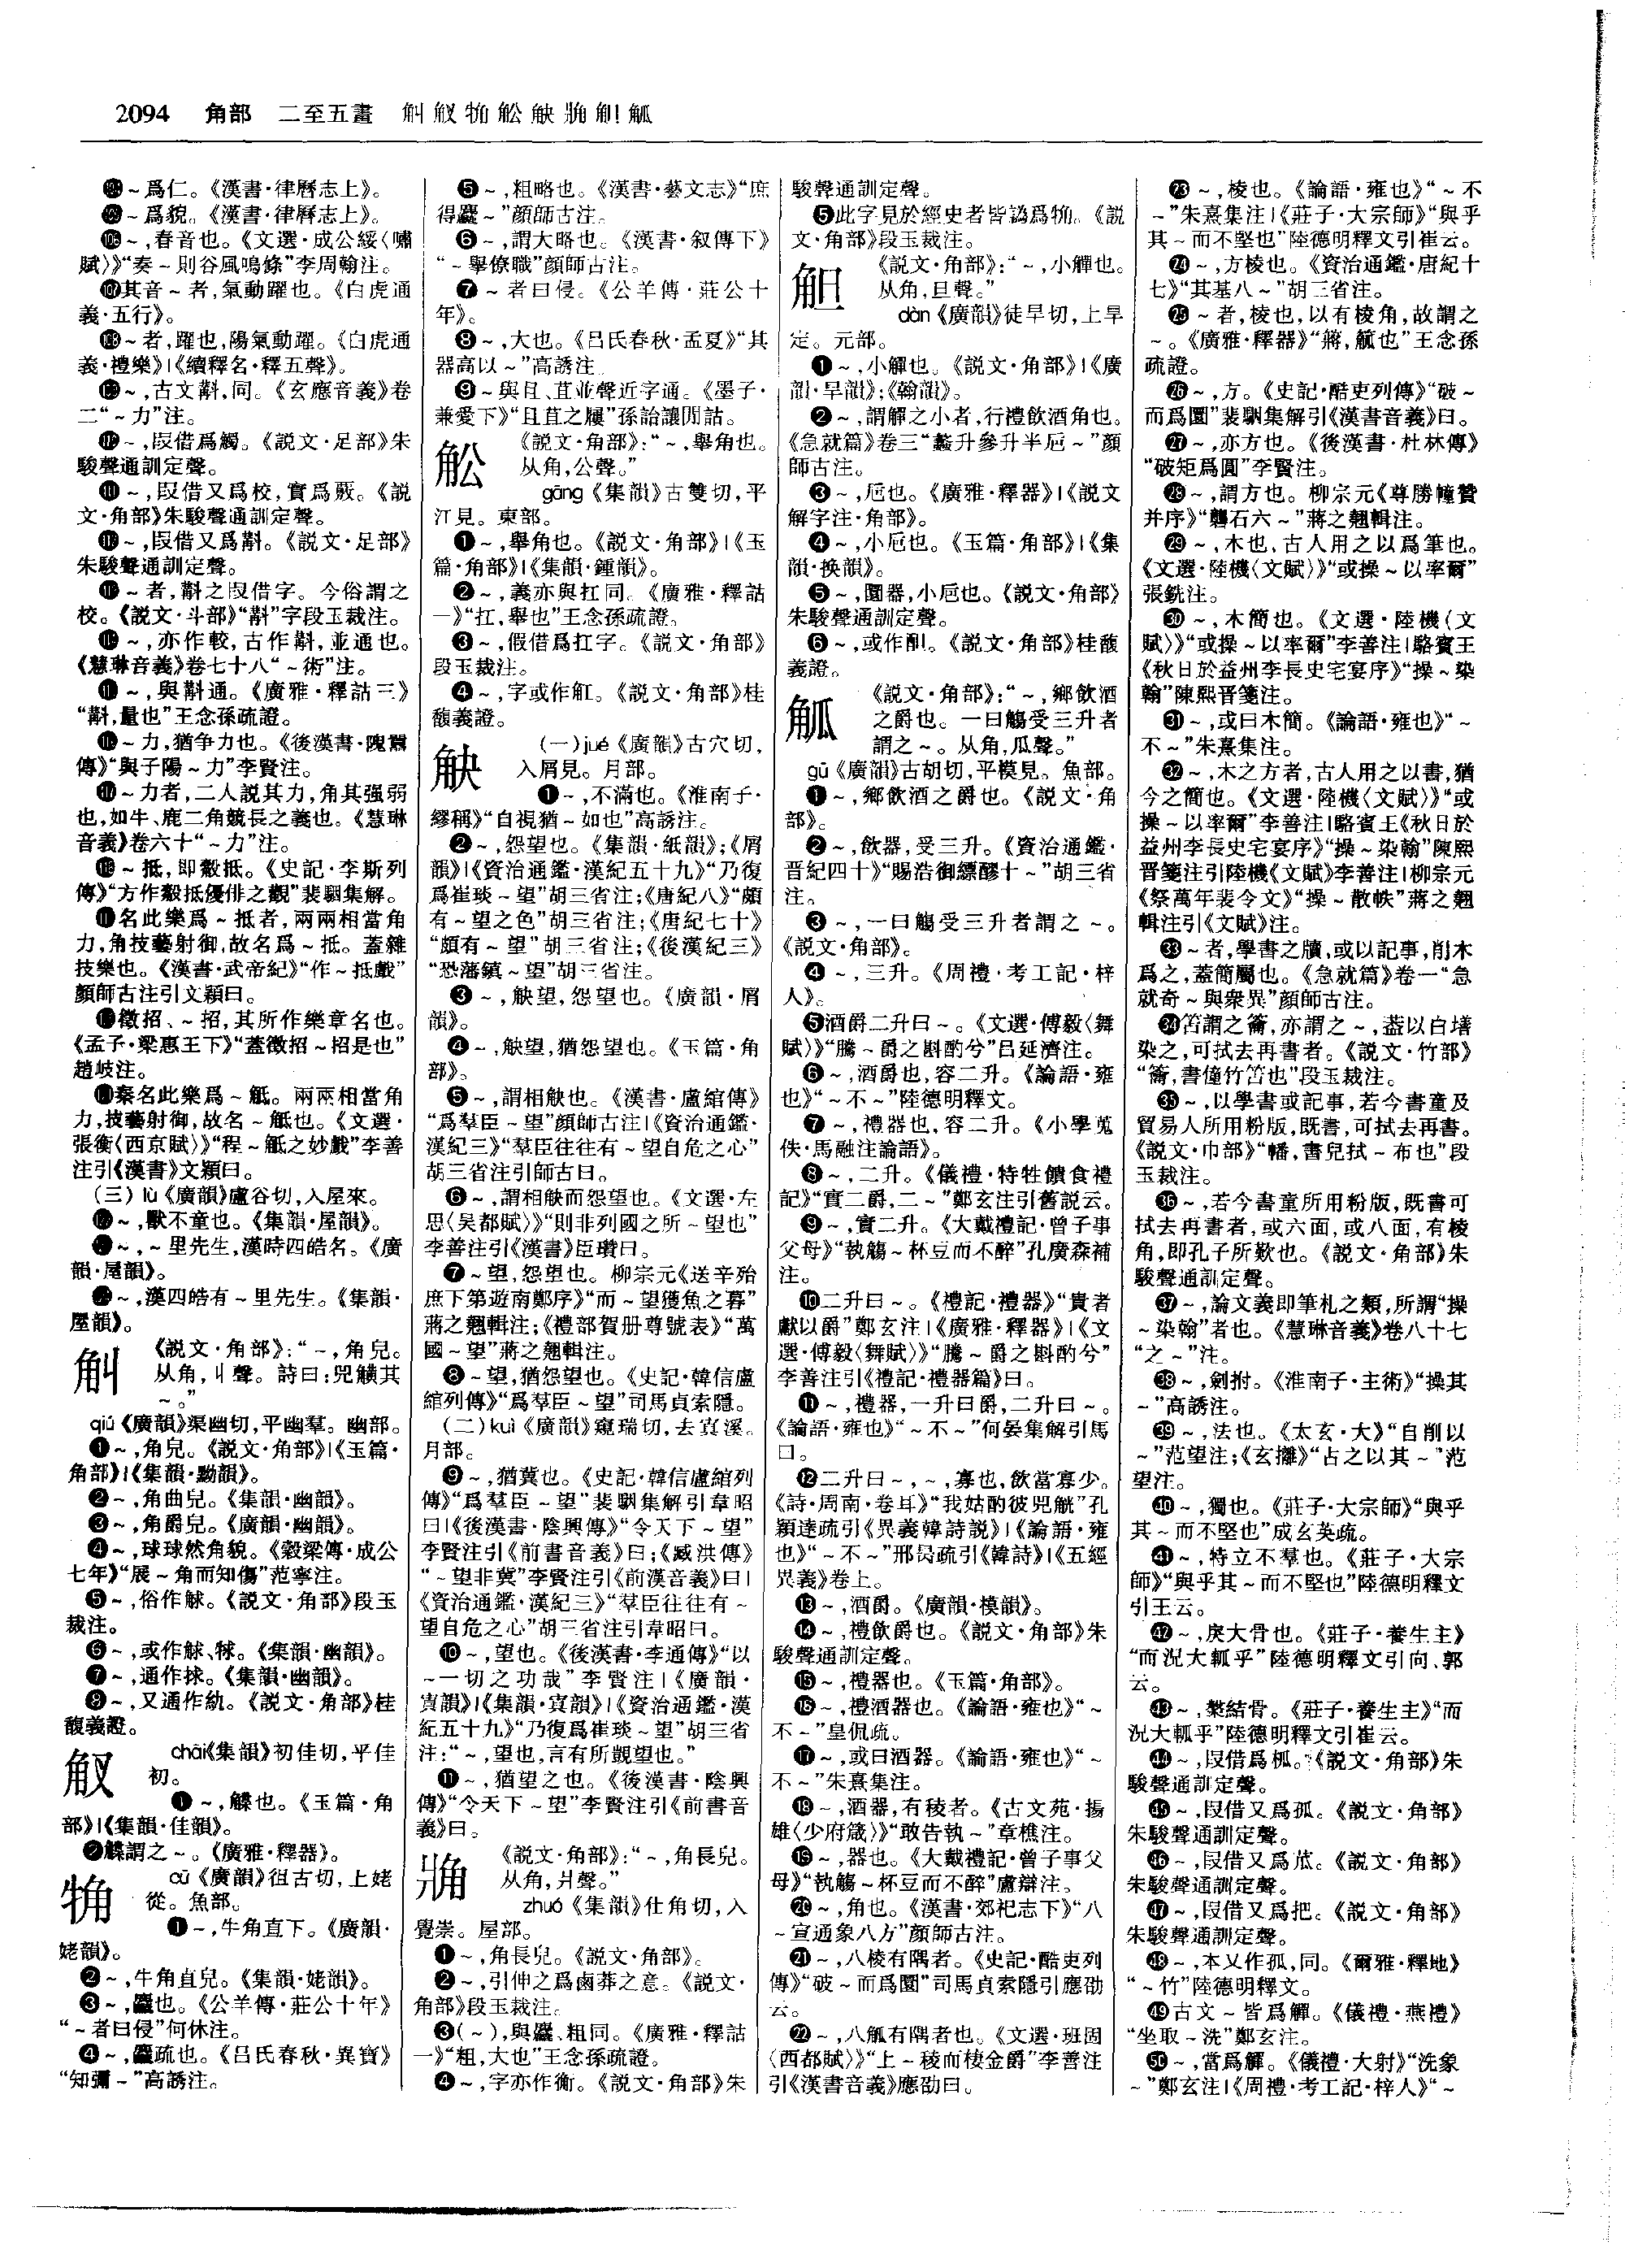 2094 角部 二至五畫 觓 䚢 觕 䚗 觖 䚚 觛 觚
~爲仁。《漢書·律曆志上》。
~爲貌。《漢書·律曆志上》。
~,春音也。《文選·成公綏〈嘯
賦〉》“奏~則谷風鳴條”李周翰注。
其音~者,氣動躍也。《白虎通
義·五行》。
~者,躍也,陽氣動躍。《白虎通
義·禮樂》|《續釋名·釋五聲》。
~,古文斠,同。《玄應音義》卷
二“~力”注。
~,叚借爲觸。《説文·足部》朱
駿聲通訓定聲。
⓫~,叚借又爲校,實爲㩁。《説
文·角部》朱駿聲通訓定聲。
~,叚借又爲斠。《説文·足部》
朱駿聲通訓定聲。
~者,斠之叚借字。今俗謂之
校。《説文·斗部》“斠”字段玉裁注。
~,亦作較,古作斠,並通也。
《慧琳音義》卷七十八“~術”注。
~,與斠通。《廣雅·釋詁三》
“斠,量也”王念孫疏證。
~力,猶争力也。《後漢書·隗囂
傳》“與子陽~力”李賢注。
~力者,二人説其力,角其强弱
也,如牛、鹿二角競長之義也。《慧琳
音義》卷六十“~力”注。
~抵,即觳抵。《史記·李斯列
傳》“方作觳抵優俳之觀”裴駰集解。
名此樂爲~抵者,兩兩相當角
力,角技藝射御,故名爲~抵。蓋雜
技樂也。《漢書·武帝紀》“作~抵戲”
顔師古注引文穎曰。
徵招、~招,其所作樂章名也。
《孟子·梁惠王下》“蓋徵招~招是也”
趙岐注。
秦名此樂爲~觝。兩兩相當角
力,技藝射御,故名~觝也。《文選·
張衡〈西京賦〉》“程~觝之妙戲”李善
注引《漢書》文穎曰。
(三)lù《廣韻》盧谷切,入屋來。
~,獸不童也。《集韻·屋韻》。
~,~里先生,漢時四皓名。《廣
韻·屋韻》。
~,漢四皓有~里先生。《集韻·
屋韻》。
觓 《説文·角部》:“~,角皃。
从角,丩聲。詩曰:兕觵其
~。”
qiú《廣韻》渠幽切,平幽羣。幽部。
❶~,角皃。《説文·角部》|《玉篇·
角部》|《集韻·黝韻》。
❷~,角曲皃。《集韻·幽韻》。
❸~,角爵皃。《廣韻·幽韻》。
❹~,球球然角貌。《穀梁傳·成公
七年》“展~角而知傷”范寧注。
❺~,俗作觩。《説文·角部》段玉
裁注。
❻~,或作觩、䊵。《集韻·幽韻》。
❼~,通作捄。《集韻·幽韻》。
❽~,又通作紈。《説文·角部》桂
馥義證。
䚢 chāi《集韻》初佳切,平佳
初。
❶~,䚡也。《玉篇·角
部》|《集韻·佳韻》。
❷䚡謂之~。《廣雅·釋器》。
觕 cū《廣韻》徂古切,上姥
從。魚部。
❶~,牛角直下。《廣韻·
姥韻》。
❷~,牛角直皃。《集韻·姥韻》。
❸~,麤也。《公羊傳·莊公十年》
“~者曰侵”何休注。
❹~,麤疏也。《吕氏春秋·異寶》
“知彌~”高誘注。
❺~,粗略也。《漢書·藝文志》“庶
得麤~”顔師古注。
❻~,謂大略也。《漢書·叙傳下》
“~舉僚職”顔師古注。
❼~者曰侵。《公羊傳·莊公十
年》。
❽~,大也。《吕氏春秋·孟夏》“其
器高以~”高誘注。
❾~與且、苴並聲近字通。《墨子·
兼愛下》“且苴之屨”孫詒讓閒詁。
䚗 《説文·角部》:“~,舉角也。
从角,公聲。”
gāng《集韻》古雙切,平
江見。東部。
❶~,舉角也。《説文·角部》|《玉
篇·角部》|《集韻·鍾韻》。
❷~,義亦與扛同。《廣雅·釋詁
一》“扛,舉也”王念孫疏證。
❸~,假借爲扛字。《説文·角部》
段玉裁注。
❹~,字或作舡。《説文·角部》桂
馥義證。
觖 (一)jué《廣韻》古穴切,
入屑見。月部。
❶~,不滿也。《淮南子·
繆稱》“自視猶~如也”高誘注。
❷~,怨望也。《集韻·紙韻》;《屑
韻》|《資治通鑑·漢紀五十九》“乃復
爲崔琰~望”胡三省注;《唐紀八》“頗
有~望之色”胡三省注;《唐紀七十》
“頗有~望”胡三省注;《後漢紀三》
“恐藩鎮~望”胡三省注。
❸~,觖望,怨望也。《廣韻·屑
韻》。
❹~,觖望,猶怨望也。《玉篇·角
部》。
❺~,謂相觖也。《漢書·盧綰傳》
“爲羣臣~望”顔師古注|《資治通鑑·
漢紀三》“羣臣往往有~望自危之心”
胡三省注引師古曰。
❻~,謂相觖而怨望也。《文選·左
思〈吴都賦〉》“則非列國之所~望也”
李善注引《漢書》臣瓚曰。
❼~望,怨望也。柳宗元《送辛殆
庶下第遊南鄭序》“而~望獲魚之暮”
蔣之翹輯注;《禮部賀册尊號表》“萬
國~望”蔣之翹輯注。
❽~望,猶怨望也。《史記·韓信盧
綰列傳》“爲羣臣~望”司馬貞索隱。
(二)kuì《廣韻》窺瑞切,去寘溪。
月部。
❾~,猶冀也。《史記·韓信盧綰列
傳》“爲羣臣~望”裴駰集解引韋昭
曰|《後漢書·陰興傳》“令天下~望”
李賢注引《前書音義》曰;《臧洪傳》
“~望非冀”李賢注引《前漢音義》曰|
《資治通鑑·漢紀三》“羣臣往往有~
望自危之心”胡三省注引韋昭曰。
❿~,望也。《後漢書·李通傳》“以
~一切之功哉”李賢注|《廣韻·
寘韻》|《集韻·寘韻》|《資治通鑑·漢
紀五十九》“乃復爲崔琰~望”胡三省
注:“~,望也,言有所覬望也。”
⓫~,猶望之也。《後漢書·陰興
傳》“令天下~望”李賢注引《前書音
義》曰。
䚚 《説文·角部》:“~,角長皃。
从角,爿聲。”
zhuó《集韻》仕角切,入
覺崇。屋部。
❶~,角長皃。《説文·角部》。
❷~,引伸之爲鹵莽之意。《説文·
角部》段玉裁注。
❸(~),與麤、粗同。《廣雅·釋詁
一》“粗,大也”王念孫疏證。
❹~,字亦作衡。《説文·角部》朱
駿聲通訓定聲。
❺此字見於經史者皆譌爲觕。《説
文·角部》段玉裁注。
觛 《説文·角部》:“~,小觶也。
从角,旦聲。”
dàn《廣韻》徒旱切,上旱
定。元部。
❶~,小觶也。《説文·角部》|《廣
韻·旱韻》;《翰韻》。
❷~,謂觶之小者,行禮飲酒角也。
《急就篇》卷三“蠡升參升半卮~”顔
師古注。
❸~,卮也。《廣雅·釋器》|《説文
解字注·角部》。
❹~,小卮也。《玉篇·角部》|《集
韻·换韻》。
❺~,圜器,小卮也。《説文·角部》
朱駿聲通訓定聲。
❻~,或作㓭。《説文·角部》桂馥
義證。
觚 《説文·角部》:“~,鄉飲酒
之爵也。一曰觴受三升者
謂之~。从角,瓜聲。”
gū《廣韻》古胡切,平模見。魚部。
❶~,鄉飲酒之爵也。《説文·角
部》。
❷~,飲器,受三升。《資治通鑑·
晉紀四十》“賜浩御縹醪十~”胡三省
注。
❸~,一曰觴受三升者謂之~。
《説文·角部》。
❹~,三升。《周禮·考工記·梓
人》。
❺酒爵二升曰~。《文選·傅毅〈舞
賦〉》“騰~爵之斟酌兮”吕延濟注。
❻~,酒爵也,容二升。《論語·雍
也》“~不~”陸德明釋文。
❼~,禮器也,容二升。《小學蒐
佚·馬融注論語》。
❽~,二升。《儀禮·特牲饋食禮
記》“實二爵,二~”鄭玄注引舊説云。
❾~,實二升。《大戴禮記·曾子事
父母》“執觴~杯豆而不醉”孔廣森補
注。
❿二升曰~。《禮記·禮器》“貴者
獻以爵”鄭玄注|《廣雅·釋器》|《文
選·傅毅〈舞賦〉》“騰~爵之斟酌兮”
李善注引《禮記·禮器篇》曰。
⓫~,禮器,一升曰爵,二升曰~。
《論語·雍也》“~不~”何晏集解引馬
曰。
⓬二升曰~,~,寡也,飲當寡少。
《詩·周南·卷耳》“我姑酌彼兕觥”孔
穎達疏引《異義韓詩説》|《論語·雍
也》“~不~”邢昺疏引《韓詩》|《五經
異義》卷上。
⓭~,酒爵。《廣韻·模韻》。
⓮~,禮飲爵也。《説文·角部》朱
駿聲通訓定聲。
⓯~,禮器也。《玉篇·角部》。
⓰~,禮酒器也。《論語·雍也》“~
不~”皇侃疏。
⓱~,或曰酒器。《論語·雍也》“~
不~”朱熹集注。
⓲~,酒器,有稜者。《古文苑·揚
雄〈少府箴〉》“敢告執~”章樵注。
⓳~,器也。《大戴禮記·曾子事父
母》“執觴~杯豆而不醉”盧辯注。
⓴~,角也。《漢書·郊祀志下》“八
~宣通象八方”顔師古注。
㉑~,八棱有隅者。《史記·酷吏列
傳》“破~而爲圜”司馬貞索隱引應劭
云。
㉒~,八觚有隅者也。《文選·班固
〈西都賦〉》“上~稜而棲金爵”李善注
引《漢書音義》應劭曰。
㉓~,棱也。《論語·雍也》“~不
~”朱熹集注|《莊子·大宗師》“與乎
其~而不堅也”陸德明釋文引崔云。
㉔~,方棱也。《資治通鑑·唐紀十
七》“其基八~”胡三省注。
㉕~者,棱也,以有棱角,故謂之
~。《廣雅·釋器》“籍,觚也”王念孫
疏證。
㉖~,方。《史記·酷吏列傳》“破~
而爲圜”裴駰集解引《漢書音義》曰。
㉗~,亦方也。《後漢書·杜林傳》
“破矩爲圓”李賢注。
㉘~,謂方也。柳宗元《尊勝幢贊
并序》“礱石六~”蔣之翹輯注。
㉙~,木也,古人用之以爲筆也。
《文選·陸機〈文賦〉》“或操~以率爾”
張銑注。
㉚~,木簡也。《文選·陸機〈文
賦〉》“或操~以率爾”李善注|駱賓王
《秋日於益州李長史宅宴序》“操~染
翰”陳熙晉箋注。
㉛~,或曰木簡。《論語·雍也》“~
不~”朱熹集注。
㉜~,木之方者,古人用之以書,猶
今之簡也。《文選·陸機〈文賦〉》“或
操~以率爾”李善注|駱賓王《秋日於
益州李長史宅宴序》“操~染翰”陳熙
晉箋注引陸機《文賦》李善注|柳宗元
《祭萬年裴令文》“操~散帙”蔣之翹
輯注引《文賦》注。
㉝~者,學書之牘,或以記事,削木
爲之,蓋簡屬也。《急就篇》卷一“急
就奇~與衆異”顔師古注。
㉞笘謂之籥,亦謂之~,蓋以白墡
染之,可拭去再書者。《説文·竹部》
“籥,書僮竹笘也”段玉裁注。
㉟~,以學書或記事,若今書童及
貿易人所用粉版,既書,可拭去再書。
《説文·巾部》“幡,書兒拭~布也”段
玉裁注。
㊱~,若今書童所用粉版,既書可
拭去再書者,或六面,或八面,有棱
角,即孔子所歎也。《説文·角部》朱
駿聲通訓定聲。
㊲~,論文義即筆札之類,所謂“操
~染翰”者也。《慧琳音義》卷八十七
“之~”注。
㊳~,劍拊。《淮南子·主術》“操其
~”高誘注。
㊴~,法也。《太玄·大》“自削以
~”范望注;《玄攡》“占之以其~”范
望注。
㊵~,獨也。《莊子·大宗師》“與乎
其~而不堅也”成玄英疏。
㊶~,特立不羣也。《莊子·大宗
師》“與乎其~而不堅也”陸德明釋文
引王云。
㊷~,戾大骨也。《莊子·養生主》
“而況大軱乎”陸德明釋文引向、郭
云。
㊸~,槃結骨。《莊子·養生主》“而
況大軱乎”陸德明釋文引崔云。
㊹~,叚借爲柧。《説文·角部》朱
駿聲通訓定聲。
㊺~,叚借又爲孤。《説文·角部》
朱駿聲通訓定聲。
㊻~,叚借又爲苽。《説文·角部》
朱駿聲通訓定聲。
㊼~,叚借又爲把。《説文·角部》
朱駿聲通訓定聲。
㊽~,本又作孤,同。《爾雅·釋地》
“~竹”陸德明釋文。
㊾古文~皆爲觶。《儀禮·燕禮》
“坐取~洗”鄭玄注。
㊿~,當爲觶。《儀禮·大射》“洗象
~”鄭玄注|《周禮·考工記·梓人》“~